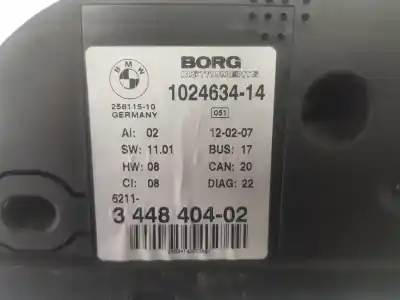 BMW
BORG
INSTRUMENTS
256115-10
GERMANY
1024634-14
051
AI: 02 12-02-07
SW: 11.01 BUS: 17
HW: 08 CAN: 20
CI: 08 DIAG: 22
6211-
3 448 404-02